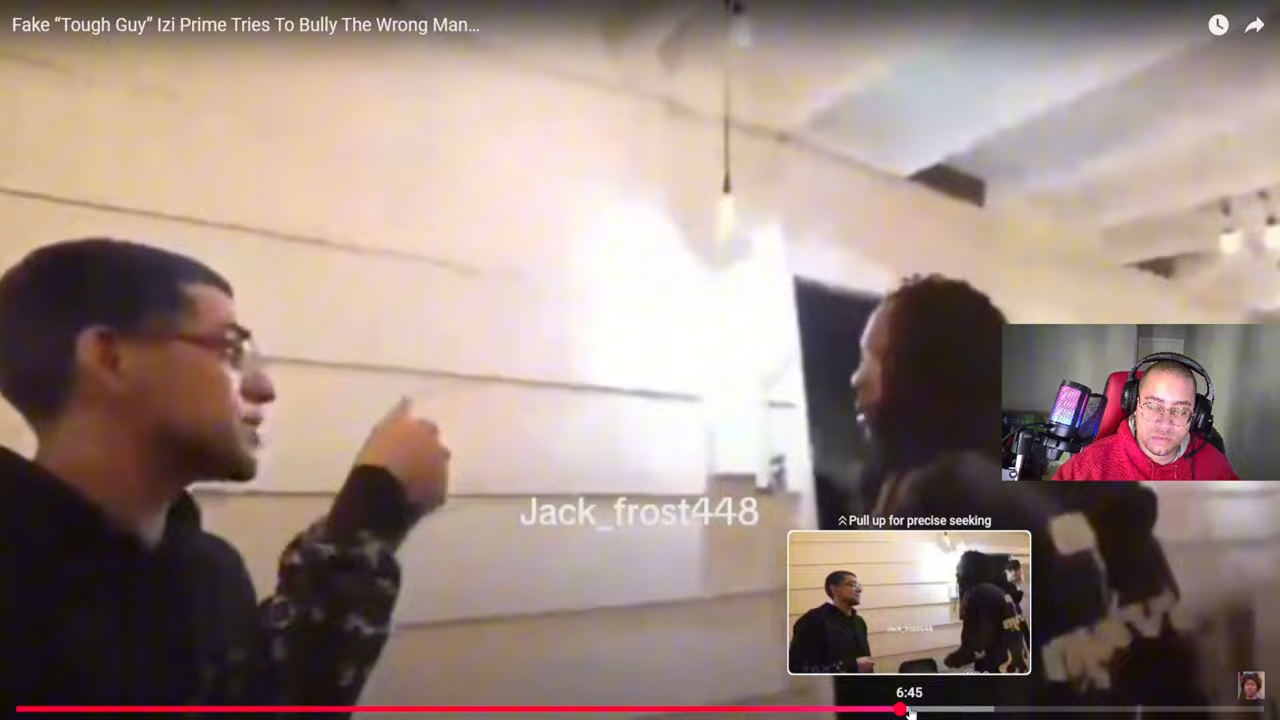 Fake “Tough Guy” Izi Prime Tries To Bully The Wrong Man...
Jack_frost448
Pull up for precise seeking
Jack_frost448
6:45